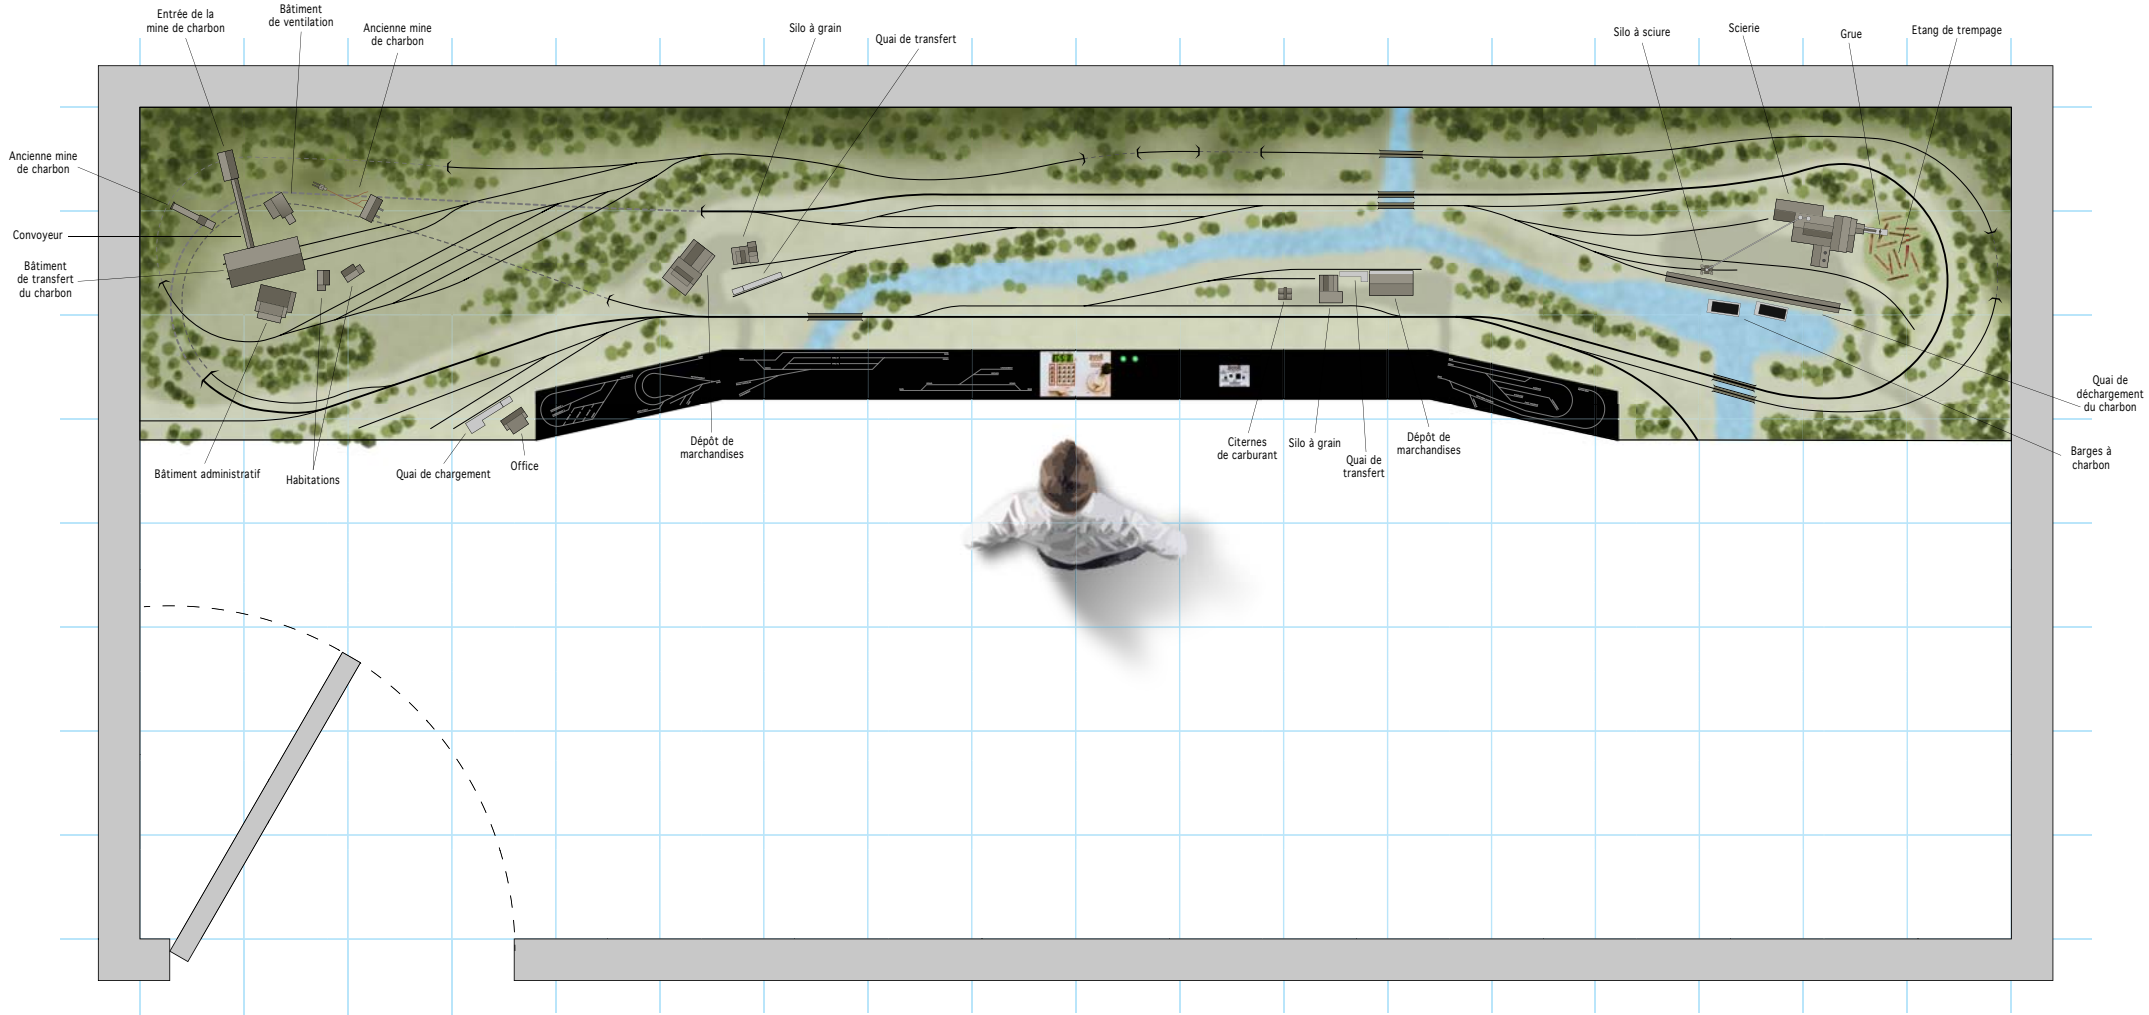 Entrée de la
mine de charbon
Bâtiment
de ventilation
Ancienne mine
de charbon
Silo à grain
Quai de transfert
Silo à sciure
Scierie
Grue
Etang de trempage
Ancienne mine
de charbon
Convoyeur
Bâtiment
de transfert
du charbon
Bâtiment administratif
Habitations
Quai de chargement
Office
Dépôt de
marchandises
Citernes
de carburant
Silo à grain
Quai de
transfert
Dépôt de
marchandises
Quai de
déchargement
du charbon
Barges à
charbon